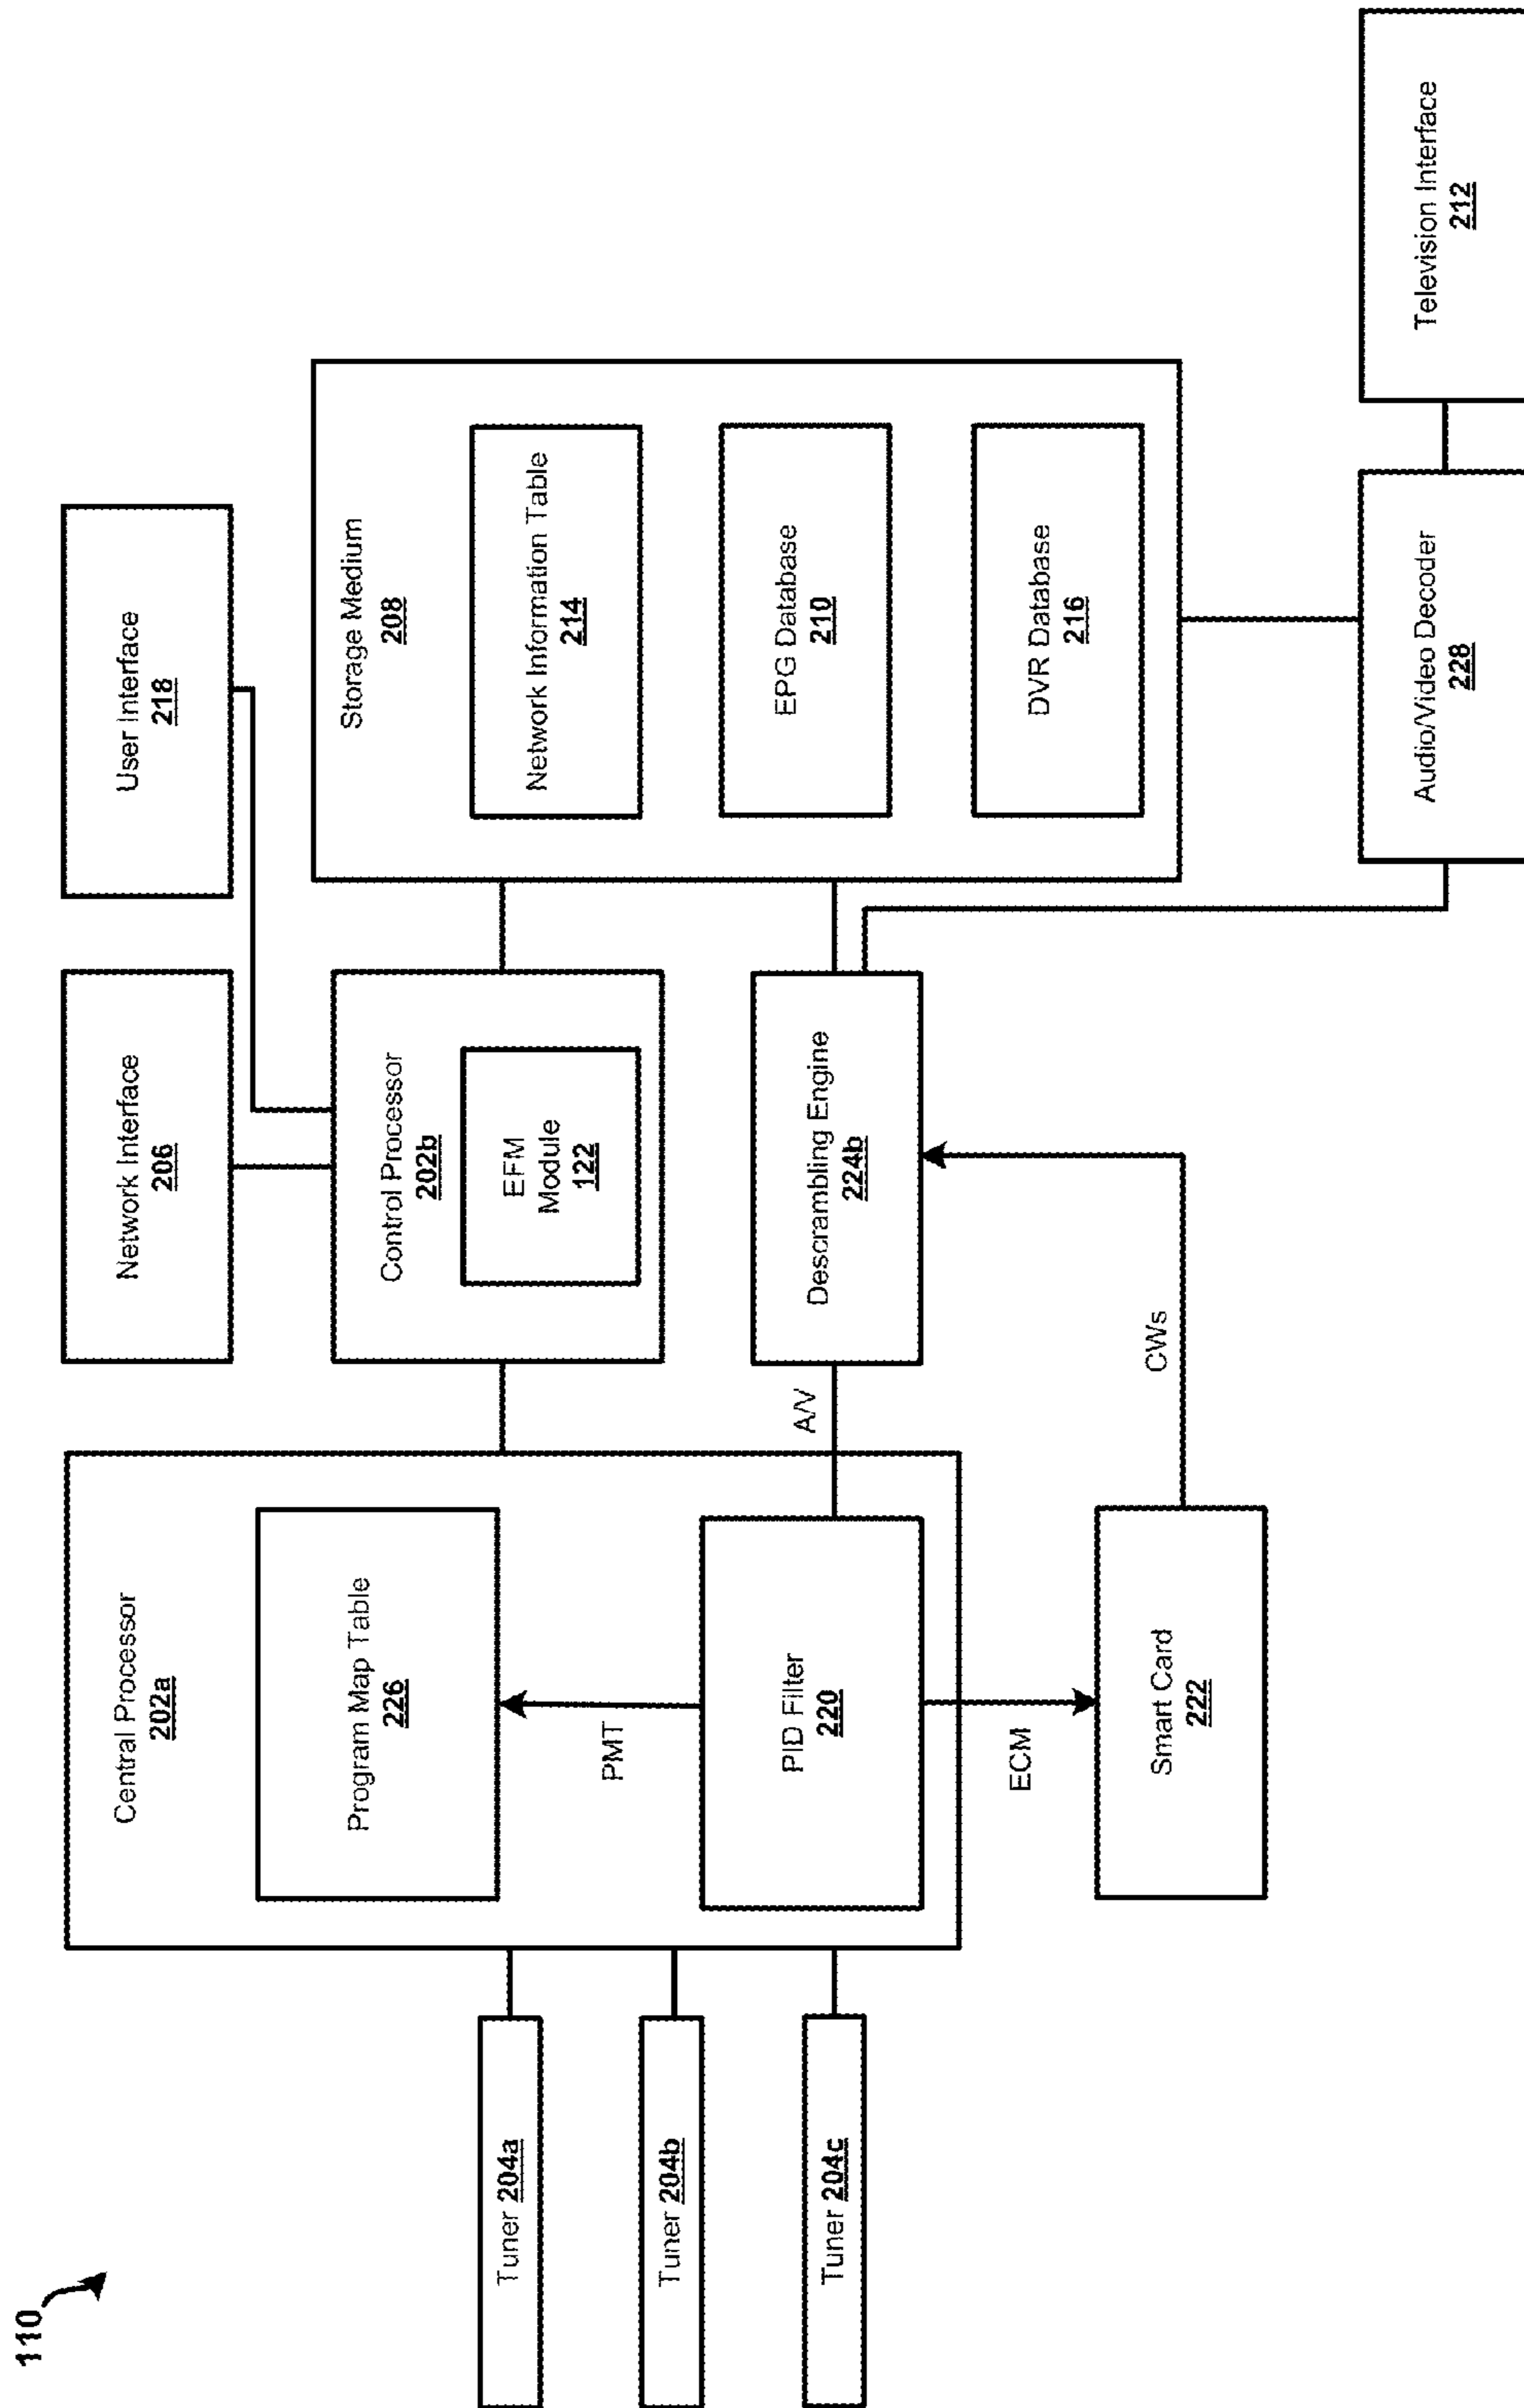 110
Tuner 204a
Tuner 204b
Tuner 204c
Central Processor
202a
Program Map Table
226
PMT
PID Filter
220
ECM
Smart Card
222
A/V
CWs
Network Interface
206
Control Processor
202b
EFM
Module
122
Descrambling Engine
224b
User Interface
218
Storage Medium
208
Network Information Table
214
EPG Database
210
DVR Database
216
Audio/Video Decoder
228
Television Interface
212